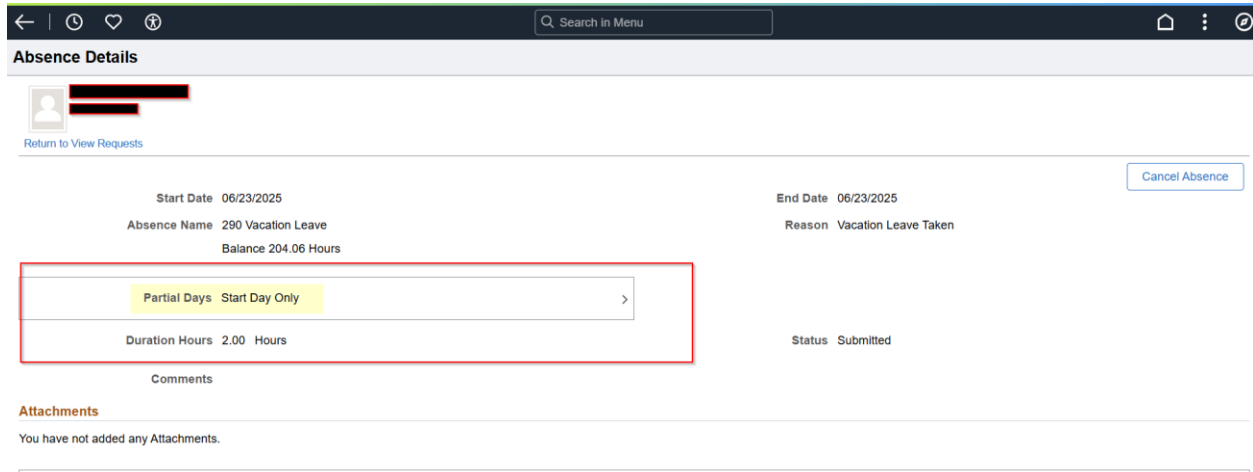 Search in Menu
Absence Details
Return to View Requests
Cancel Absence
Start Date 06/23/2025 End Date 06/23/2025
Absence Name 290 Vacation Leave Reason Vacation Leave Taken
Balance 204.06 Hours
Partial Days Start Day Only
Duration Hours 2.00 Hours Status Submitted
Comments
Attachments
You have not added any Attachments.